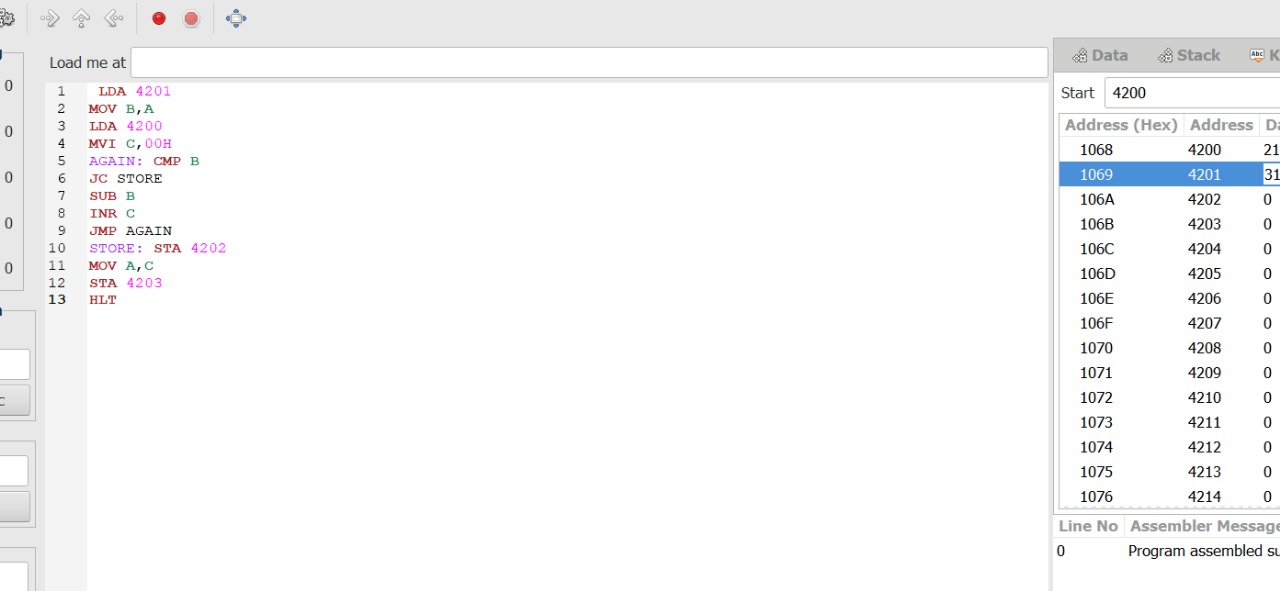 Load me at
1 LDA 4201
2 MOV B,A
3 LDA 4200
4 MVI C,00H
5 AGAIN: CMP B
6 JC STORE
7 SUB B
8 INR C
9 JMP AGAIN
10 STORE: STA 4202
11 MOV A,C
12 STA 4203
13 HLT
0
0
0
0
0
c
Data Stack Abc K
Start 4200
Address (Hex) Address Da
1068 4200 21
1069 4201 31
106A 4202 0
106B 4203 0
106C 4204 0
106D 4205 0
106E 4206 0
106F 4207 0
1070 4208 0
1071 4209 0
1072 4210 0
1073 4211 0
1074 4212 0
1075 4213 0
1076 4214 0
Line No Assembler Message
0 Program assembled su